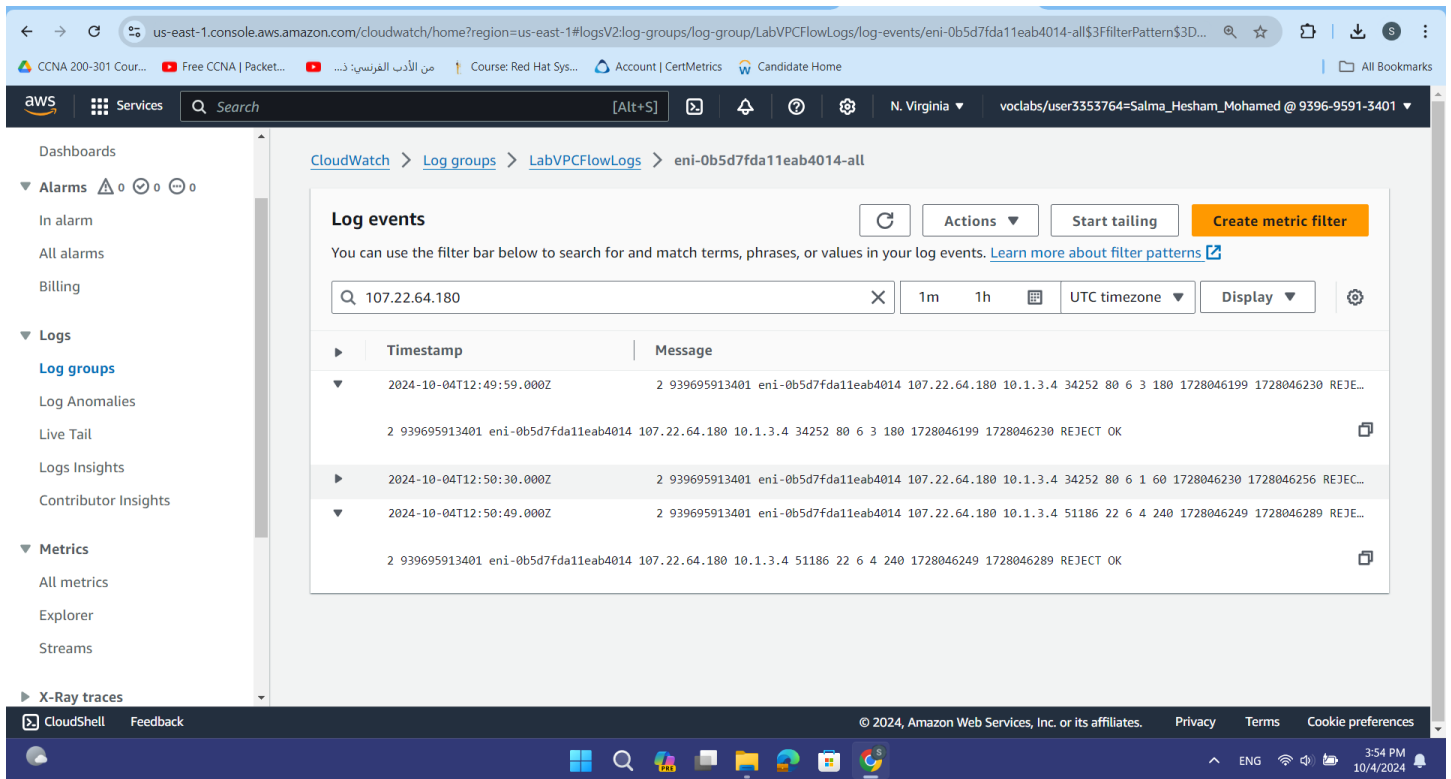 us-east-1.console.aws.amazon.com/cloudwatch/home?region=us-east-1#logsV2:log-groups/log-group/LabVPCFlowLogs/log-events/eni-0b5d7fda11eab4014-all$3FfilterPattern$3D...
S
CCNA 200-301 Cour... Free CCNA | Packet... من الأدب الفرنسي: ذ... Course: Red Hat Sys... Account | CertMetrics Candidate Home All Bookmarks
aws Services Search [Alt+S] N. Virginia ▼ voclabs/user3353764=Salma_Hesham_Mohamed @ 9396-9591-3401 ▼
Dashboards
Alarms 0 0 0
In alarm
All alarms
Billing
Logs
Log groups
Log Anomalies
Live Tail
Logs Insights
Contributor Insights
Metrics
All metrics
Explorer
Streams
X-Ray traces
CloudWatch > Log groups > LabVPCFlowLogs > eni-0b5d7fda11eab4014-all
Log events
Actions ▼ Start tailing Create metric filter
You can use the filter bar below to search for and match terms, phrases, or values in your log events. Learn more about filter patterns
107.22.64.180 1m 1h UTC timezone ▼ Display ▼
Timestamp Message
2024-10-04T12:49:59.000Z 2 939695913401 eni-0b5d7fda11eab4014 107.22.64.180 10.1.3.4 34252 80 6 3 180 1728046199 1728046230 REJE…
2 939695913401 eni-0b5d7fda11eab4014 107.22.64.180 10.1.3.4 34252 80 6 3 180 1728046199 1728046230 REJECT OK
2024-10-04T12:50:30.000Z 2 939695913401 eni-0b5d7fda11eab4014 107.22.64.180 10.1.3.4 34252 80 6 1 60 1728046230 1728046256 REJEC…
2024-10-04T12:50:49.000Z 2 939695913401 eni-0b5d7fda11eab4014 107.22.64.180 10.1.3.4 51186 22 6 4 240 1728046249 1728046289 REJE…
2 939695913401 eni-0b5d7fda11eab4014 107.22.64.180 10.1.3.4 51186 22 6 4 240 1728046249 1728046289 REJECT OK
CloudShell Feedback © 2024, Amazon Web Services, Inc. or its affiliates. Privacy Terms Cookie preferences
PRE S ENG 3:54 PM
10/4/2024